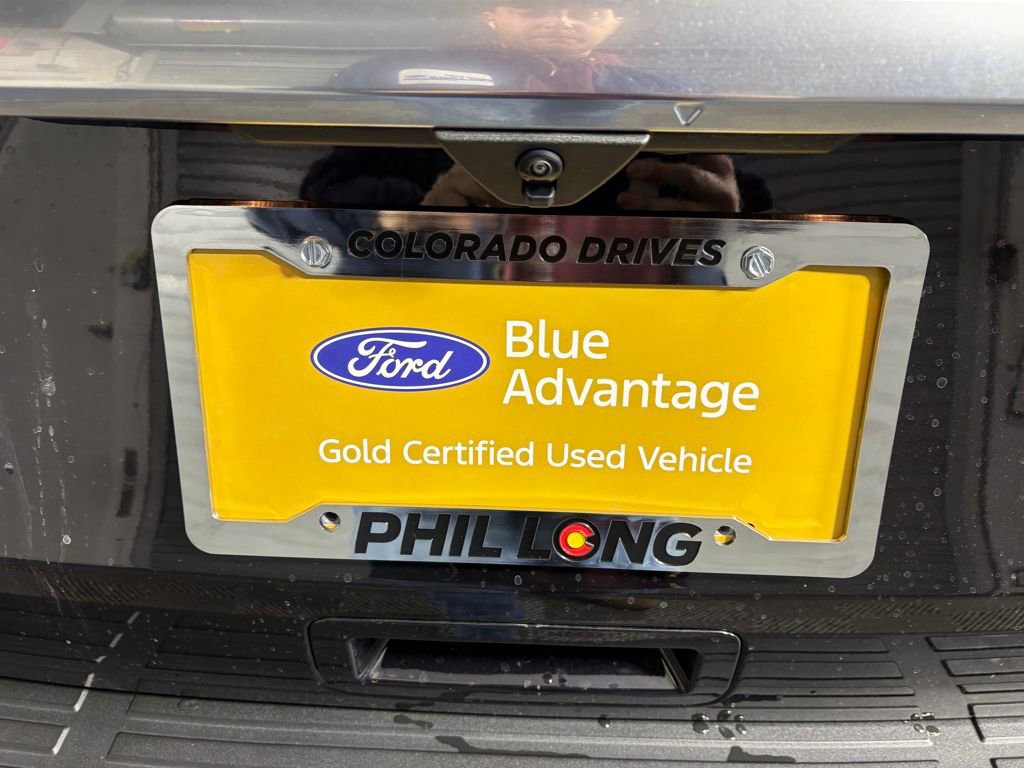 COLORADO DRIVES
Ford
Blue
Advantage
Gold Certified Used Vehicle
PHIL LONG